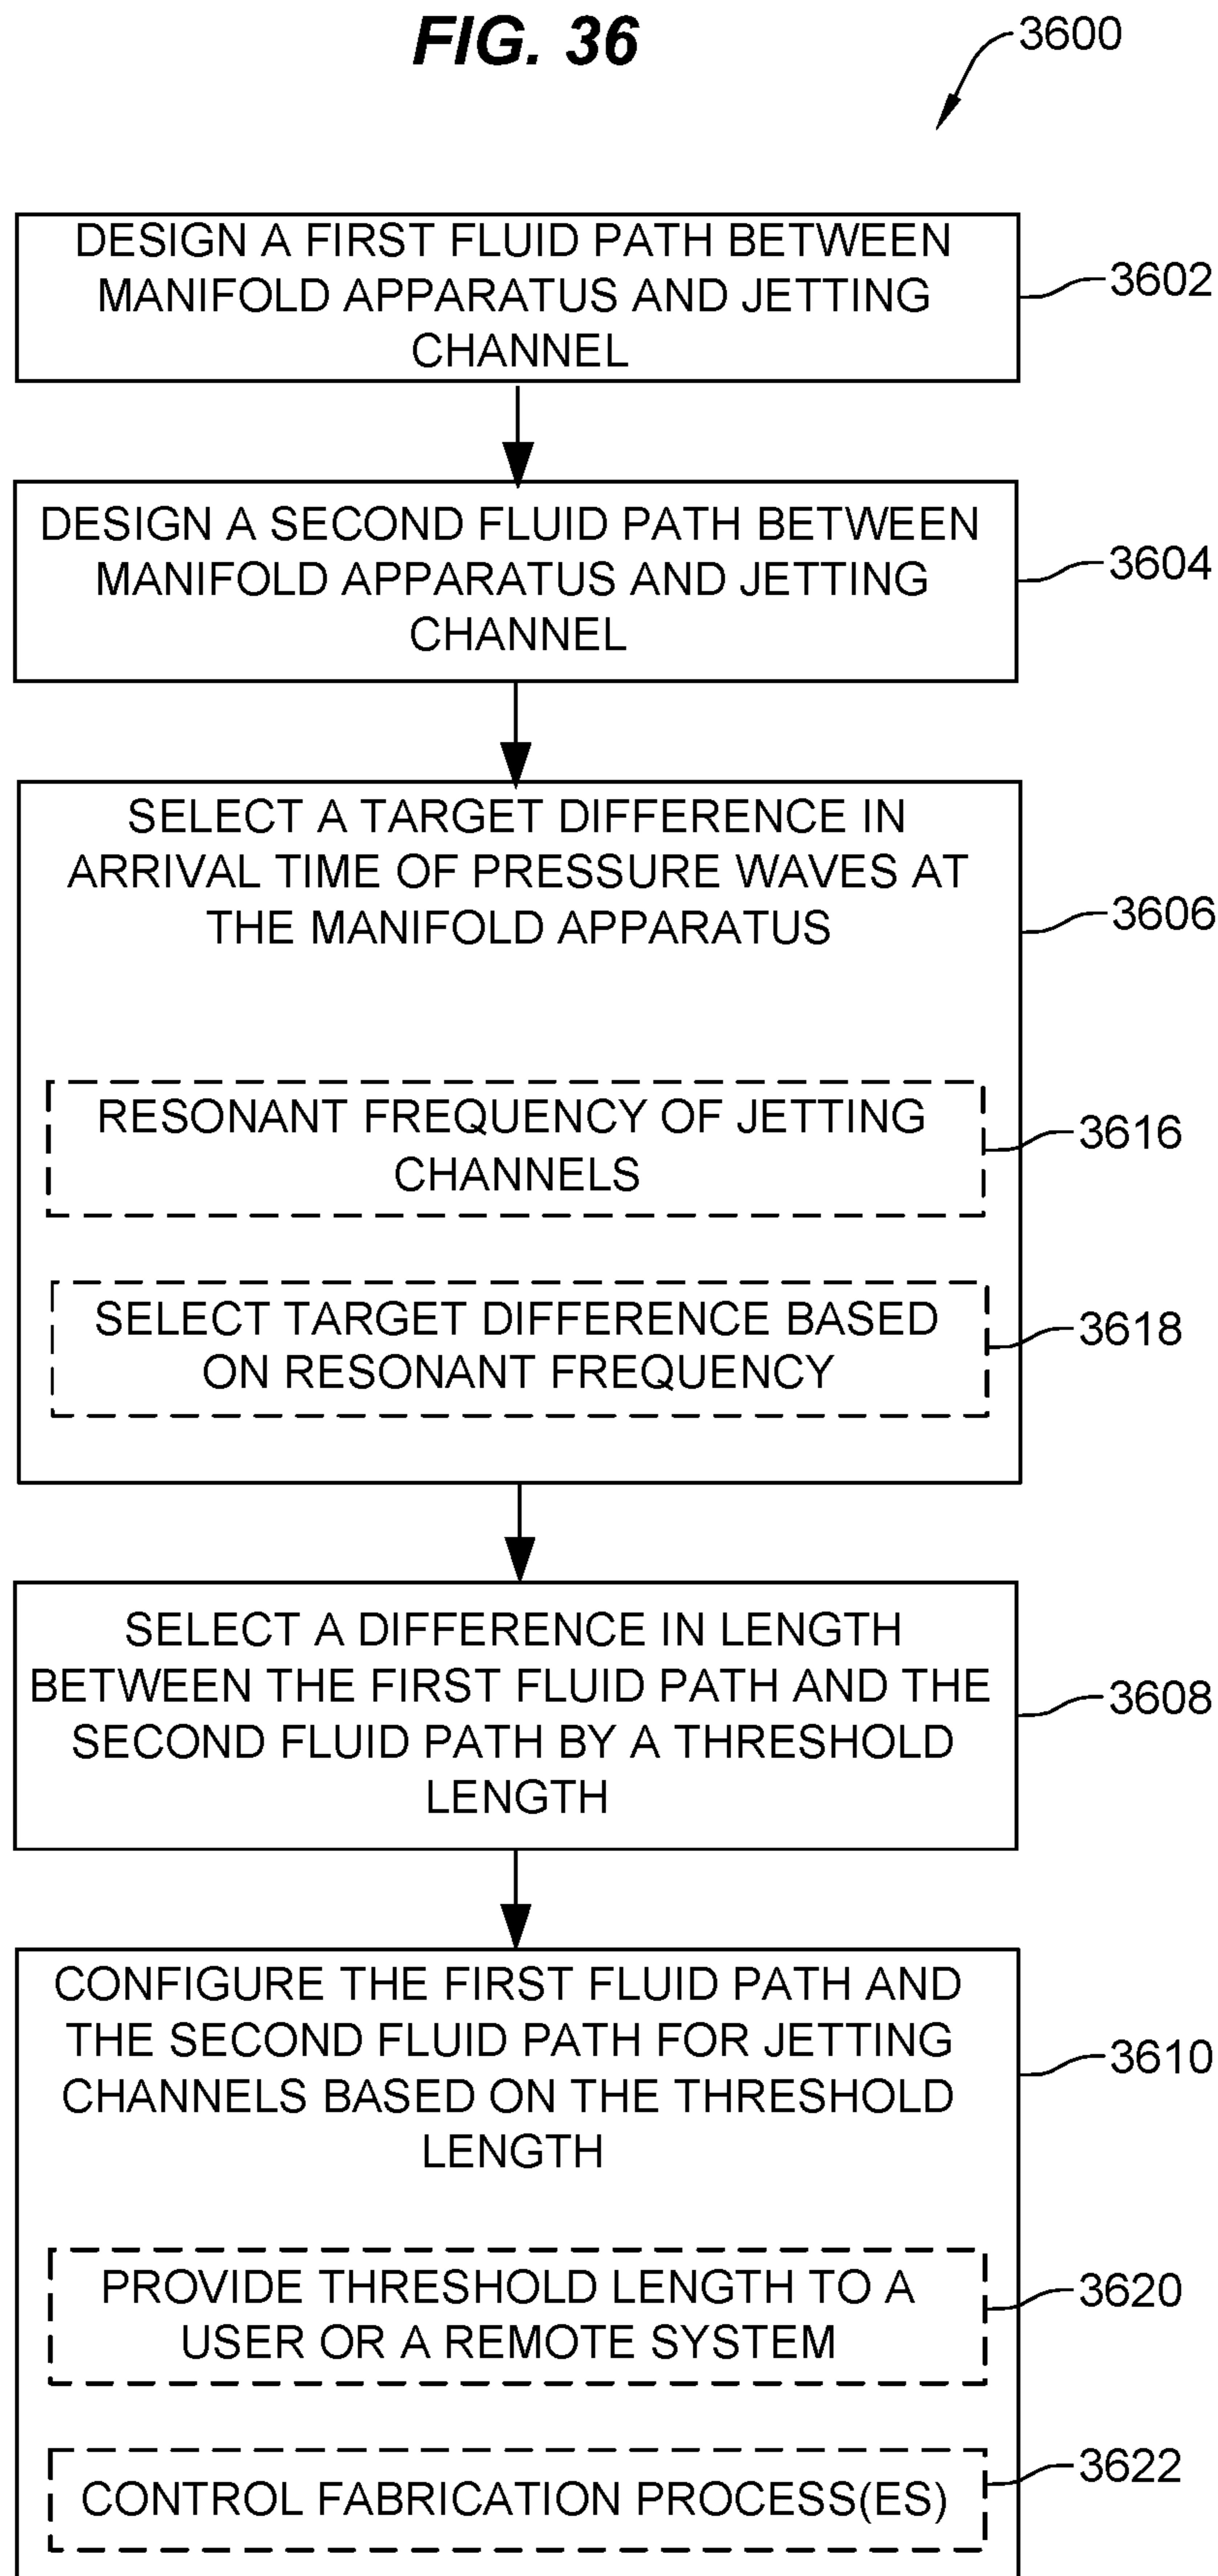 FIG. 36
3600
DESIGN A FIRST FLUID PATH BETWEEN
MANIFOLD APPARATUS AND JETTING
CHANNEL
3602
DESIGN A SECOND FLUID PATH BETWEEN
MANIFOLD APPARATUS AND JETTING
CHANNEL
3604
SELECT A TARGET DIFFERENCE IN
ARRIVAL TIME OF PRESSURE WAVES AT
THE MANIFOLD APPARATUS
3606
RESONANT FREQUENCY OF JETTING
CHANNELS
3616
SELECT TARGET DIFFERENCE BASED
ON RESONANT FREQUENCY
3618
SELECT A DIFFERENCE IN LENGTH
BETWEEN THE FIRST FLUID PATH AND THE
SECOND FLUID PATH BY A THRESHOLD
LENGTH
3608
CONFIGURE THE FIRST FLUID PATH AND
THE SECOND FLUID PATH FOR JETTING
CHANNELS BASED ON THE THRESHOLD
LENGTH
3610
PROVIDE THRESHOLD LENGTH TO A
USER OR A REMOTE SYSTEM
3620
CONTROL FABRICATION PROCESS(ES)
3622